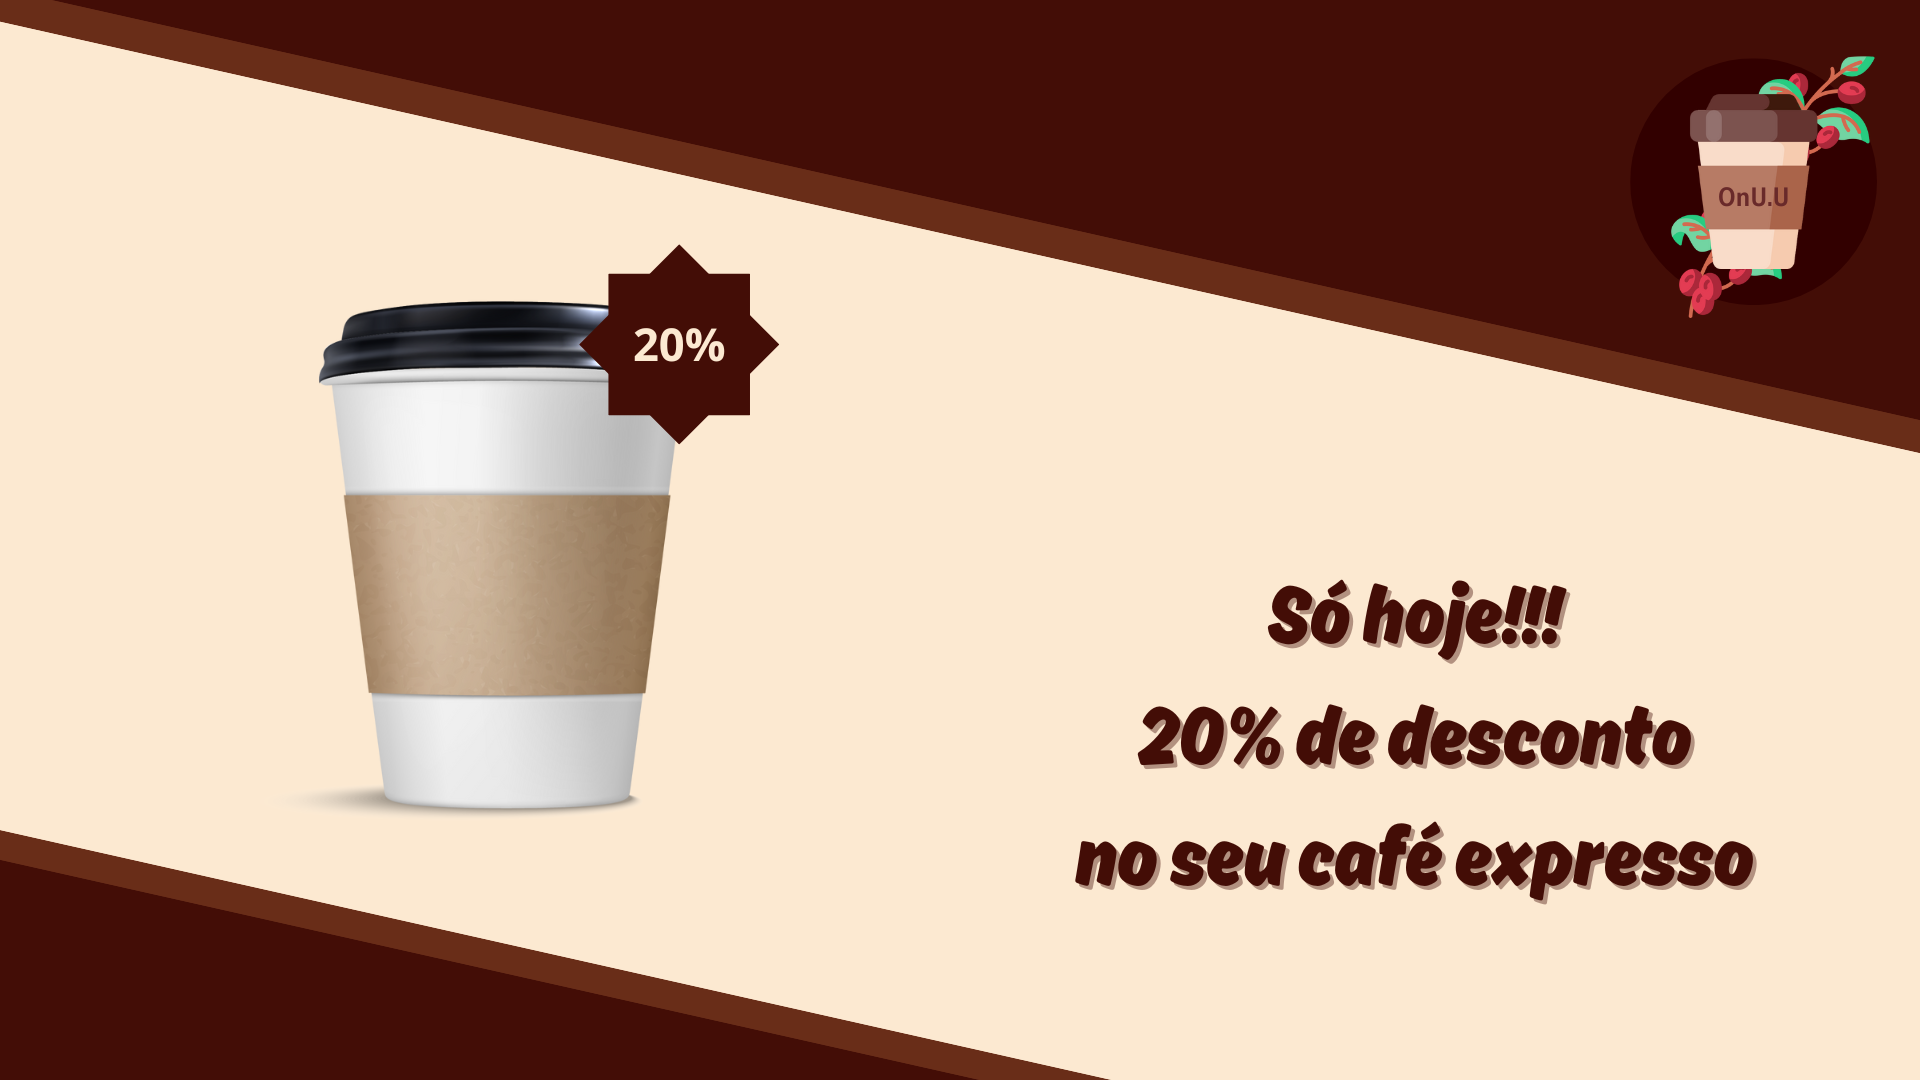 OnU.U
20%
Só hoje!!!
20% de desconto
no seu café expresso